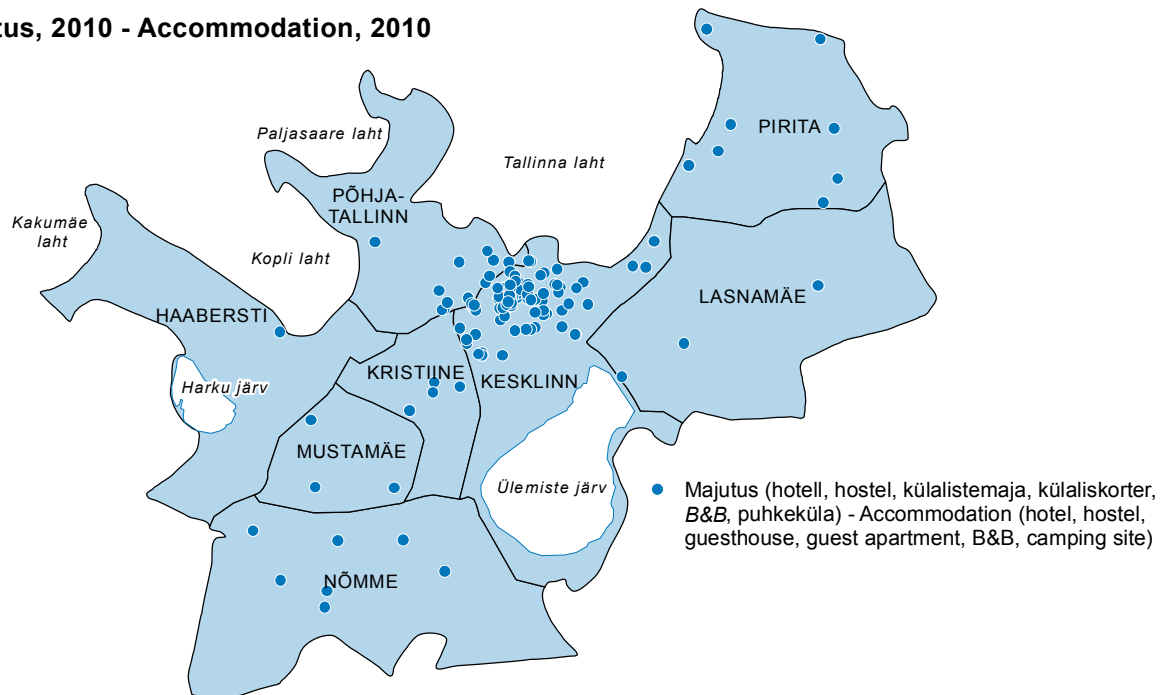 tus, 2010 - Accommodation, 2010
PIRITA
Paljasaare laht
Tallinna laht
PÕHJA-
TALLINN
Kakumäe
laht
Kopli laht
LASNAMÄE
HAABERSTI
KRISTIINE
KESKLINN
Harku järv
MUSTAMÄE
Ülemiste järv
Majutus (hotell, hostel, külalistemaja, külaliskorter,
B&B, puhkeküla) - Accommodation (hotel, hostel,
guesthouse, guest apartment, B&B, camping site)
NÕMME